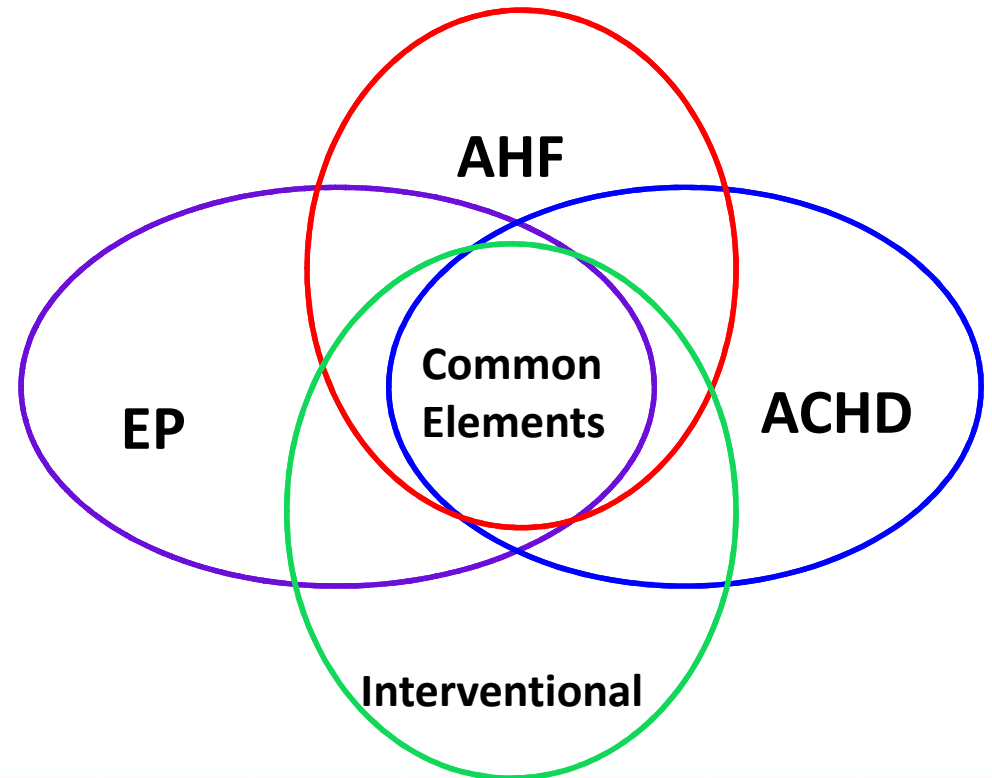 AHF
Common
Elements
EP
ACHD
Interventional